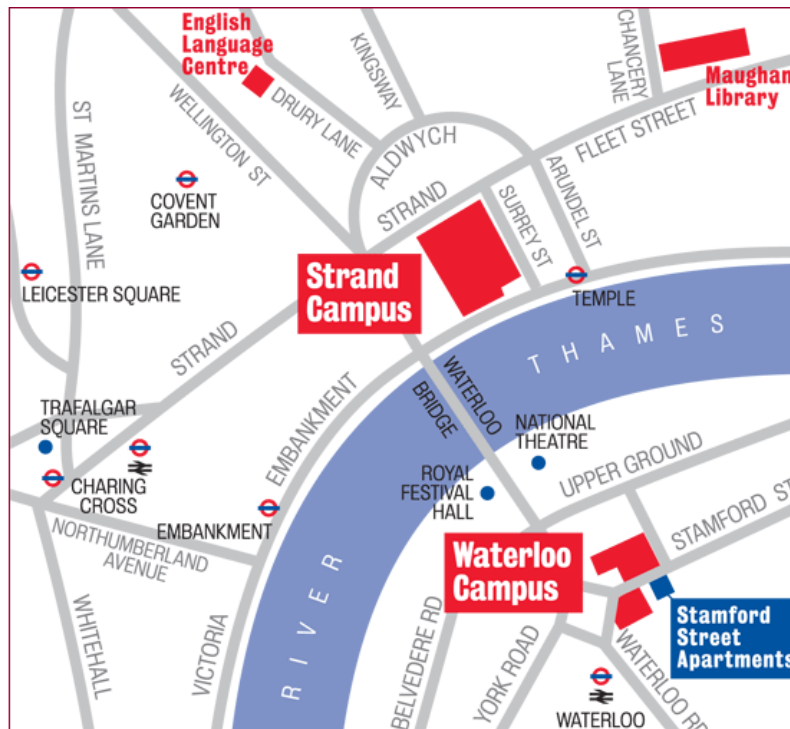 English
Language
Centre
KINGSWAY
CHANCERY
LANE
Maughan
Library
ST MARTINS LANE
WELLINGTON ST
DRURY LANE
ALDWYCH
FLEET STREET
COVENT
GARDEN
STRAND
SURREY ST
ARUNDEL ST
LEICESTER SQUARE
Strand
Campus
TEMPLE
STRAND
THAMES
TRAFALGAR
SQUARE
EMBANKMENT
WATERLOO
BRIDGE
NATIONAL
THEATRE
CHARING
CROSS
ROYAL
FESTIVAL
HALL
UPPER GROUND
EMBANKMENT
NORTHUMBERLAND
AVENUE
STAMFORD ST
Waterloo
Campus
WHITEHALL
VICTORIA
RIVER
BELVEDERE RD
YORK ROAD
WATERLOO RD
Stamford
Street
Apartments
WATERLOO